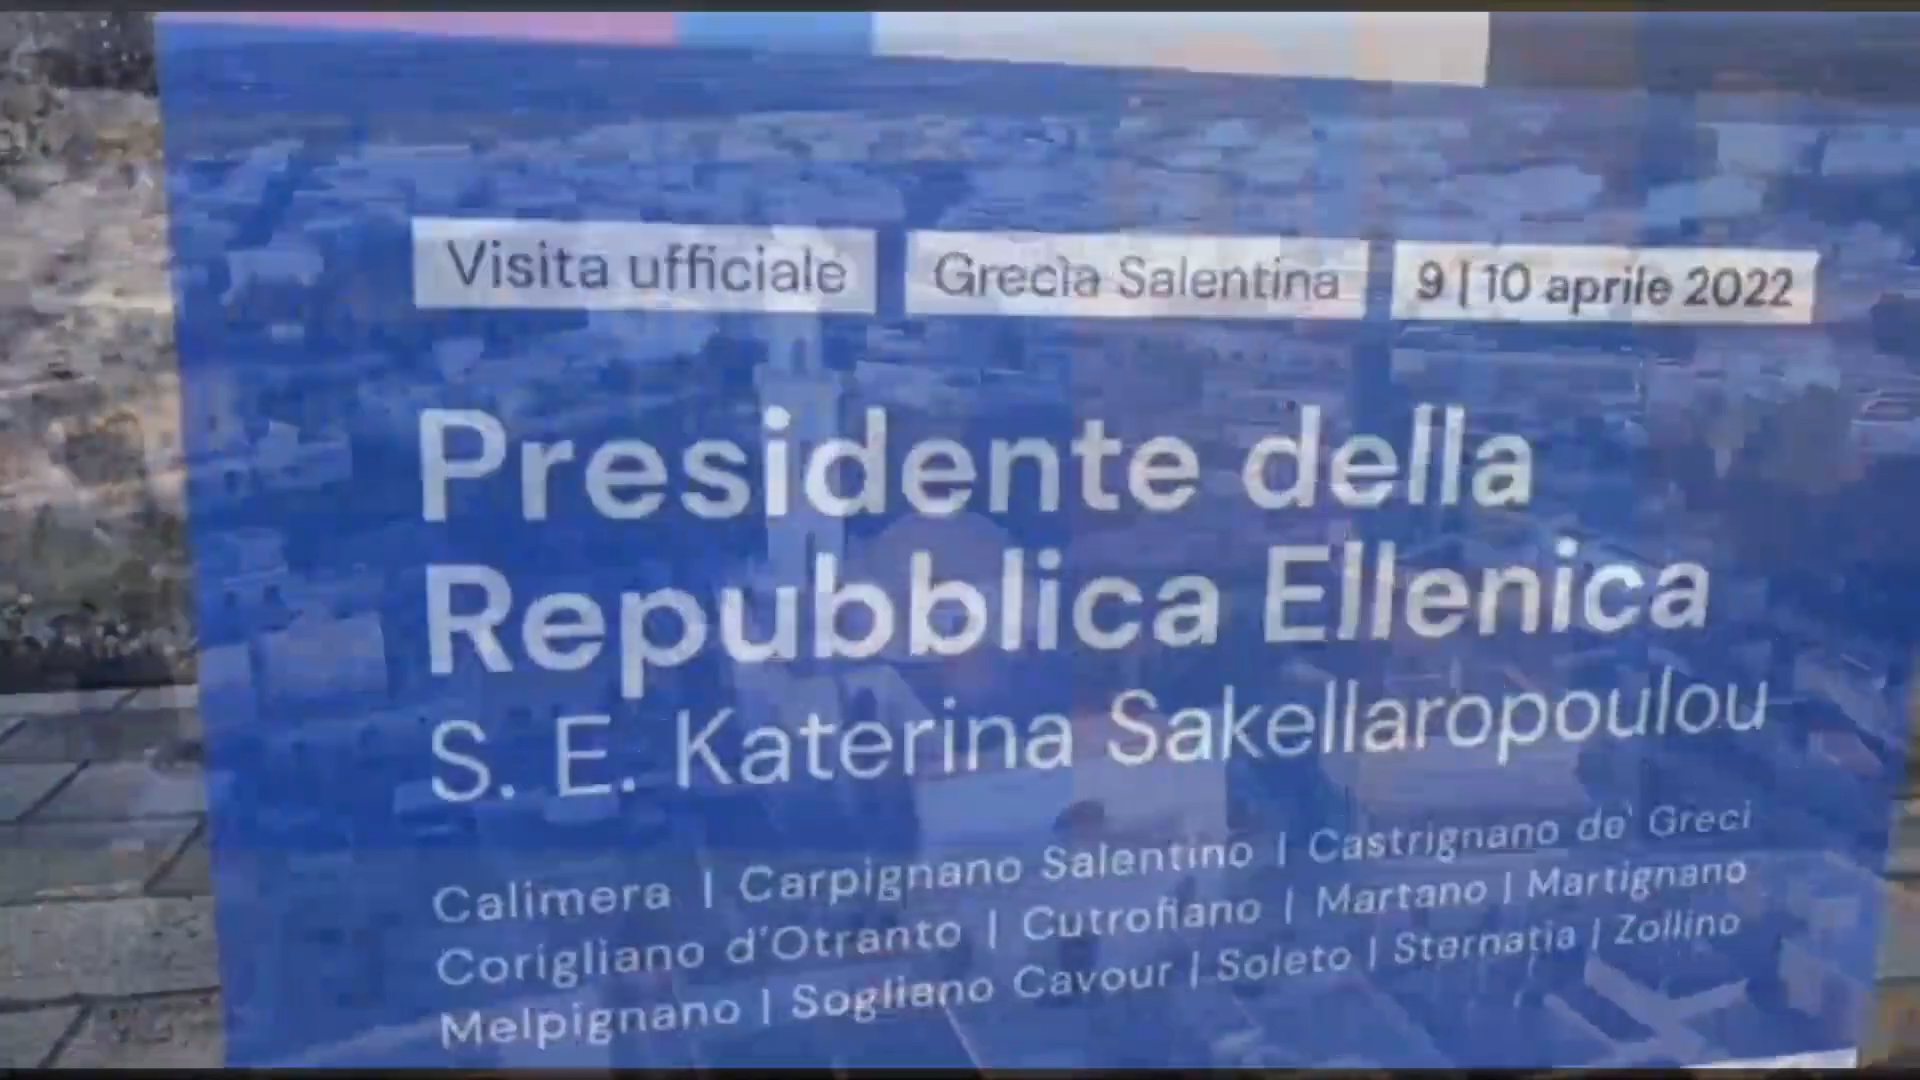 Visita ufficiale Grecìa Salentina 9 | 10 aprile 2022
Presidente della
Repubblica Ellenica
S. E. Katerina Sakellaropoulou
Calimera | Carpignano Salentino | Castrignano de' Greci
Corigliano d'Otranto | Cutrofiano | Martano | Martignano
Melpignano | Sogliano Cavour | Soleto | Sternatia | Zollino